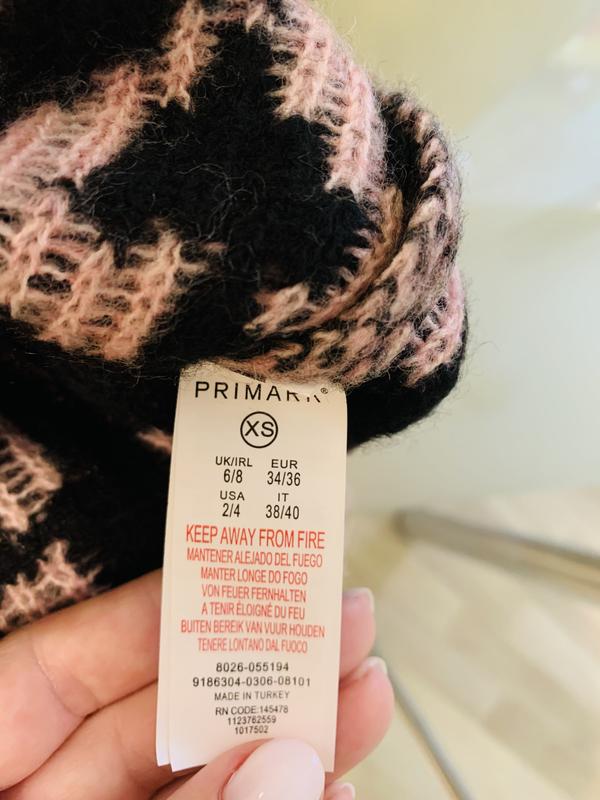 PRIMARK®
XS
UK/IRL EUR
6/8 34/36
USA IT
2/4 38/40
KEEP AWAY FROM FIRE
MANTENER ALEJADO DEL FUEGO
MANTER LONGE DO FOGO
VON FEUER FERNHALTEN
A TENIR ÉLOIGNÉ DU FEU
BUITEN BEREIK VAN VUUR HOUDEN
TENERE LONTANO DAL FUOCO
8026-055194
9186304-0306-08101
MADE IN TURKEY
RN CODE:145478
1123762559
1017502